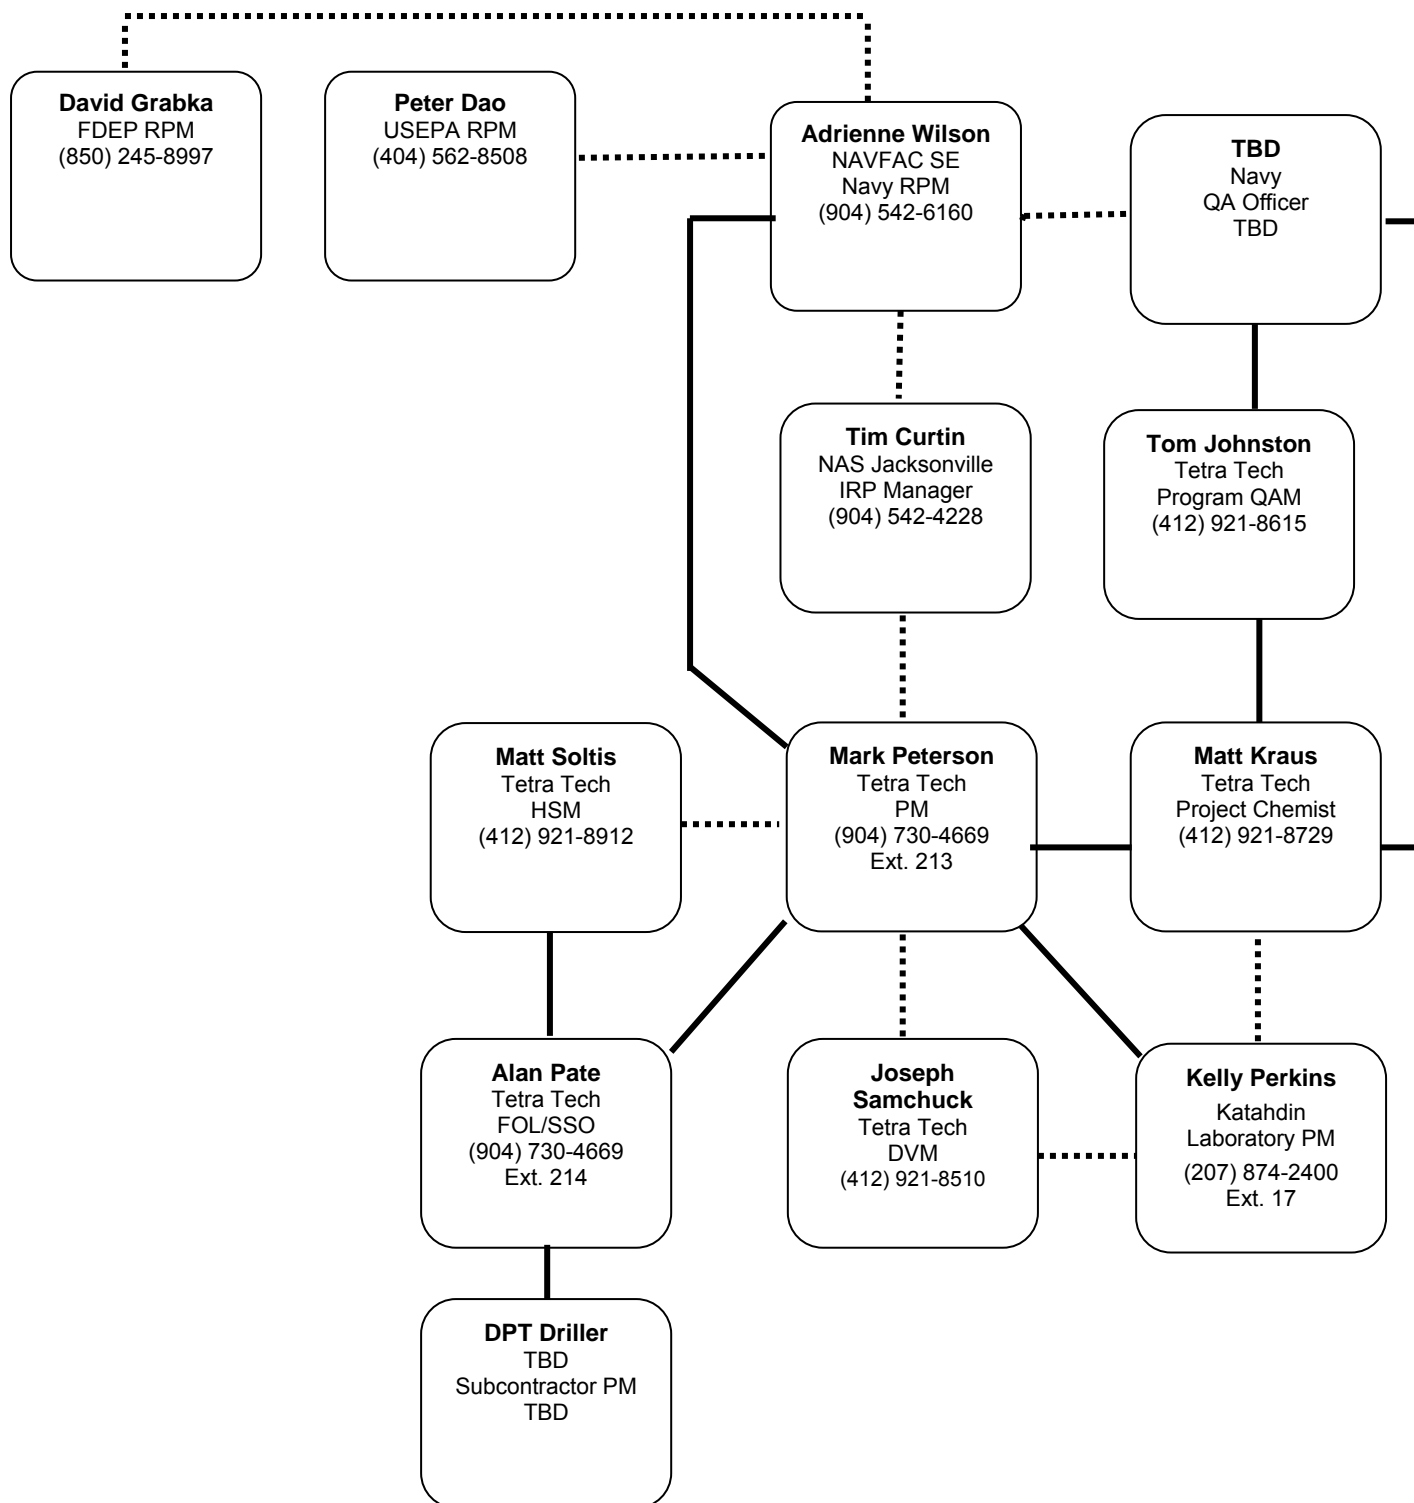 David Grabka
FDEP RPM
(850) 245-8997
Peter Dao
USEPA RPM
(404) 562-8508
Adrienne Wilson
NAVFAC SE
Navy RPM
(904) 542-6160
TBD
Navy
QA Officer
TBD
Tim Curtin
NAS Jacksonville
IRP Manager
(904) 542-4228
Tom Johnston
Tetra Tech
Program QAM
(412) 921-8615
Matt Soltis
Tetra Tech
HSM
(412) 921-8912
Mark Peterson
Tetra Tech
PM
(904) 730-4669
Ext. 213
Matt Kraus
Tetra Tech
Project Chemist
(412) 921-8729
Alan Pate
Tetra Tech
FOL/SSO
(904) 730-4669
Ext. 214
Joseph
Samchuck
Tetra Tech
DVM
(412) 921-8510
Kelly Perkins
Katahdin
Laboratory PM
(207) 874-2400
Ext. 17
DPT Driller
TBD
Subcontractor PM
TBD